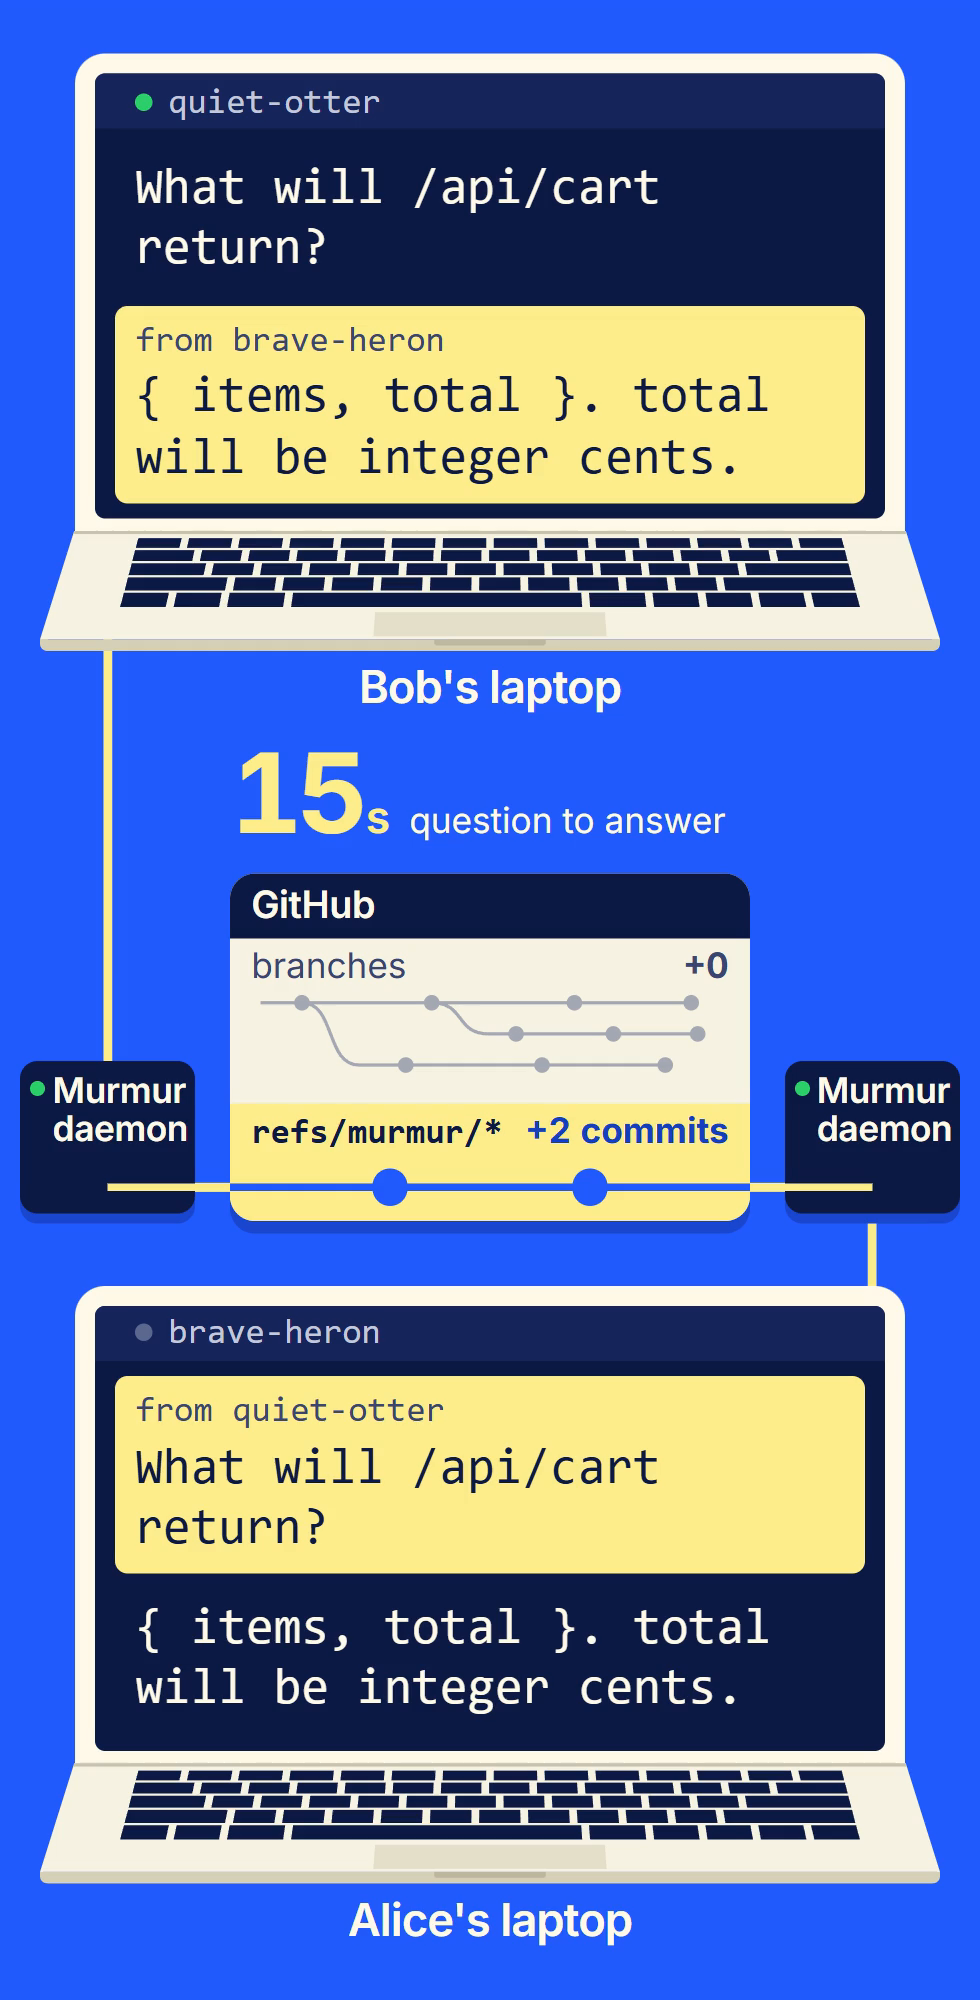 quiet-otter
What will /api/cart
return?
from brave-heron
{ items, total }. total
will be integer cents.
Bob's laptop
15s question to answer
GitHub
branches +0
Murmur
daemon
refs/murmur/* +2 commits
Murmur
daemon
brave-heron
from quiet-otter
What will /api/cart
return?
{ items, total }. total
will be integer cents.
Alice's laptop